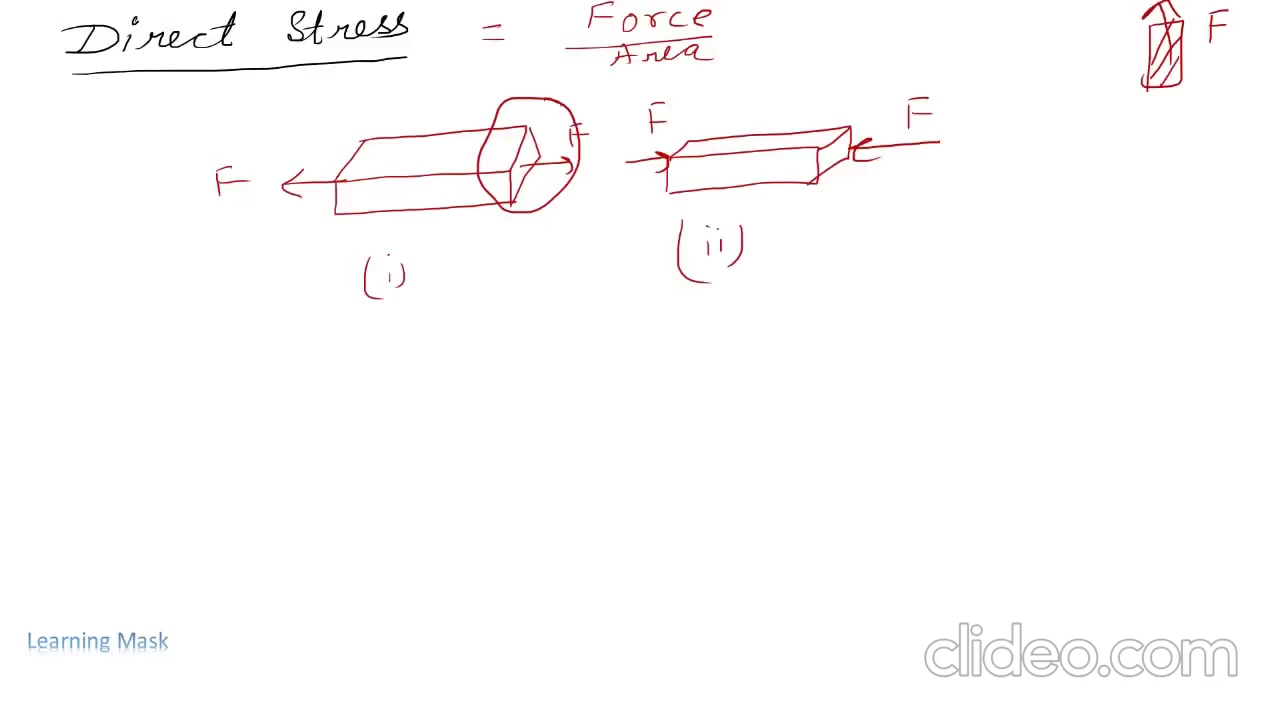 Direct Stress = Force
Area
F
F
F
F
F
(i)
(ii)
Learning Mask
clideo.com